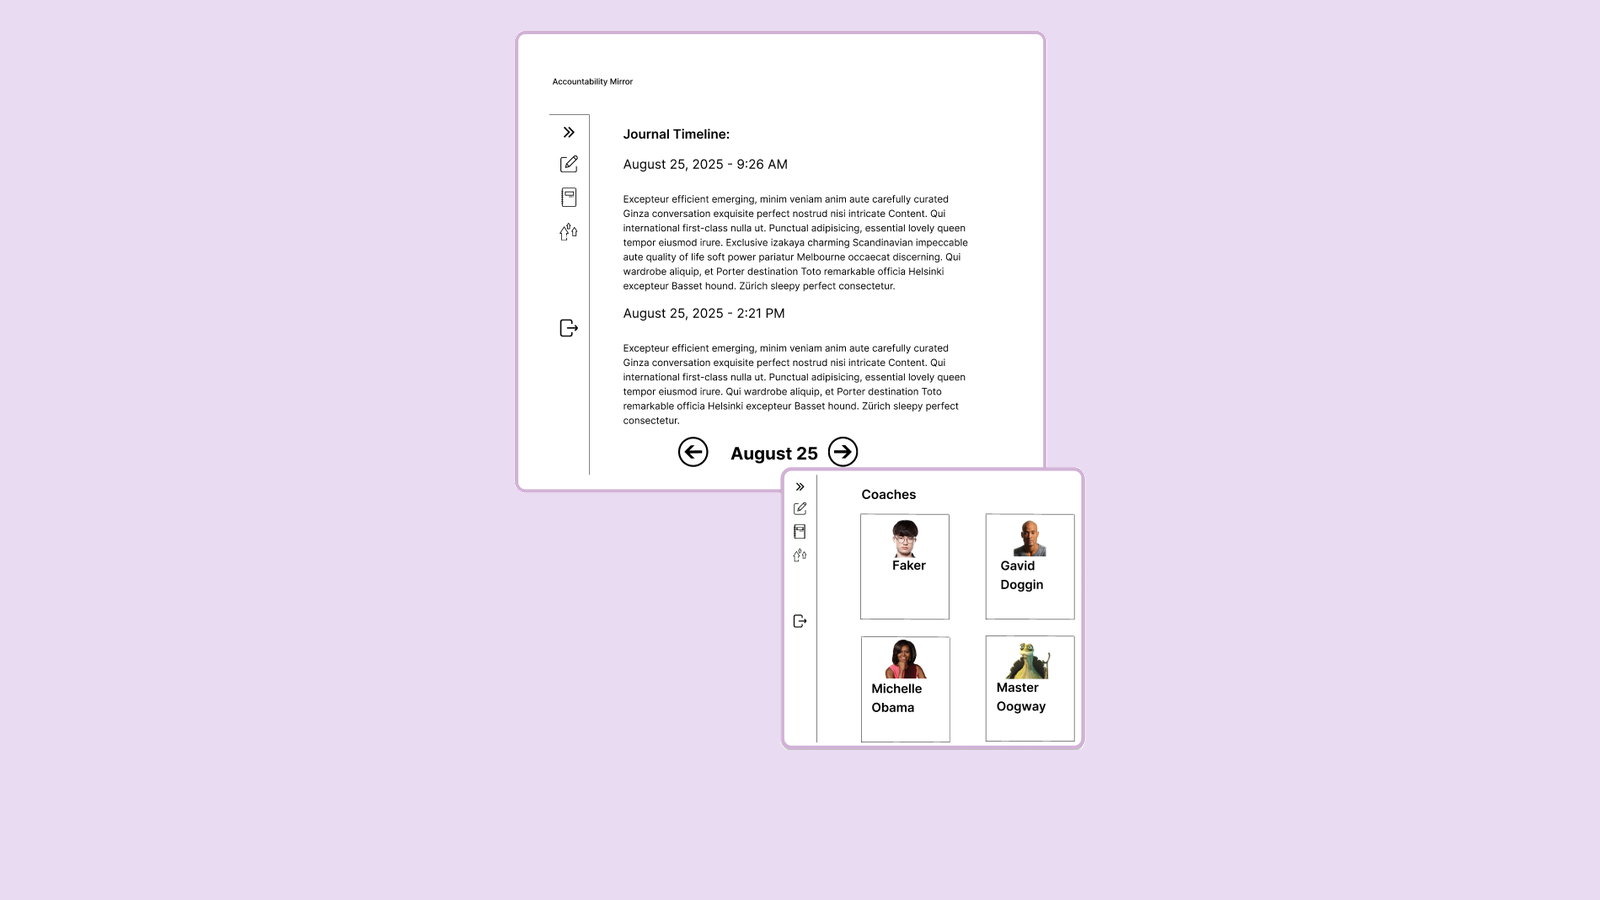 Accountability Mirror
Journal Timeline:
August 25, 2025 - 9:26 AM
Excepteur efficient emerging, minim veniam anim aute carefully curated
Ginza conversation exquisite perfect nostrud nisi intricate Content. Qui
international first-class nulla ut. Punctual adipisicing, essential lovely queen
tempor eiusmod irure. Exclusive izakaya charming Scandinavian impeccable
aute quality of life soft power pariatur Melbourne occaecat discerning. Qui
wardrobe aliquip, et Porter destination Toto remarkable officia Helsinki
excepteur Basset hound. Zürich sleepy perfect consectetur.
August 25, 2025 - 2:21 PM
Excepteur efficient emerging, minim veniam anim aute carefully curated
Ginza conversation exquisite perfect nostrud nisi intricate Content. Qui
international first-class nulla ut. Punctual adipisicing, essential lovely queen
tempor eiusmod irure. Qui wardrobe aliquip, et Porter destination Toto
remarkable officia Helsinki excepteur Basset hound. Zürich sleepy perfect
consectetur.
August 25
Coaches
Faker
Gavid
Doggin
Michelle
Obama
Master
Oogway